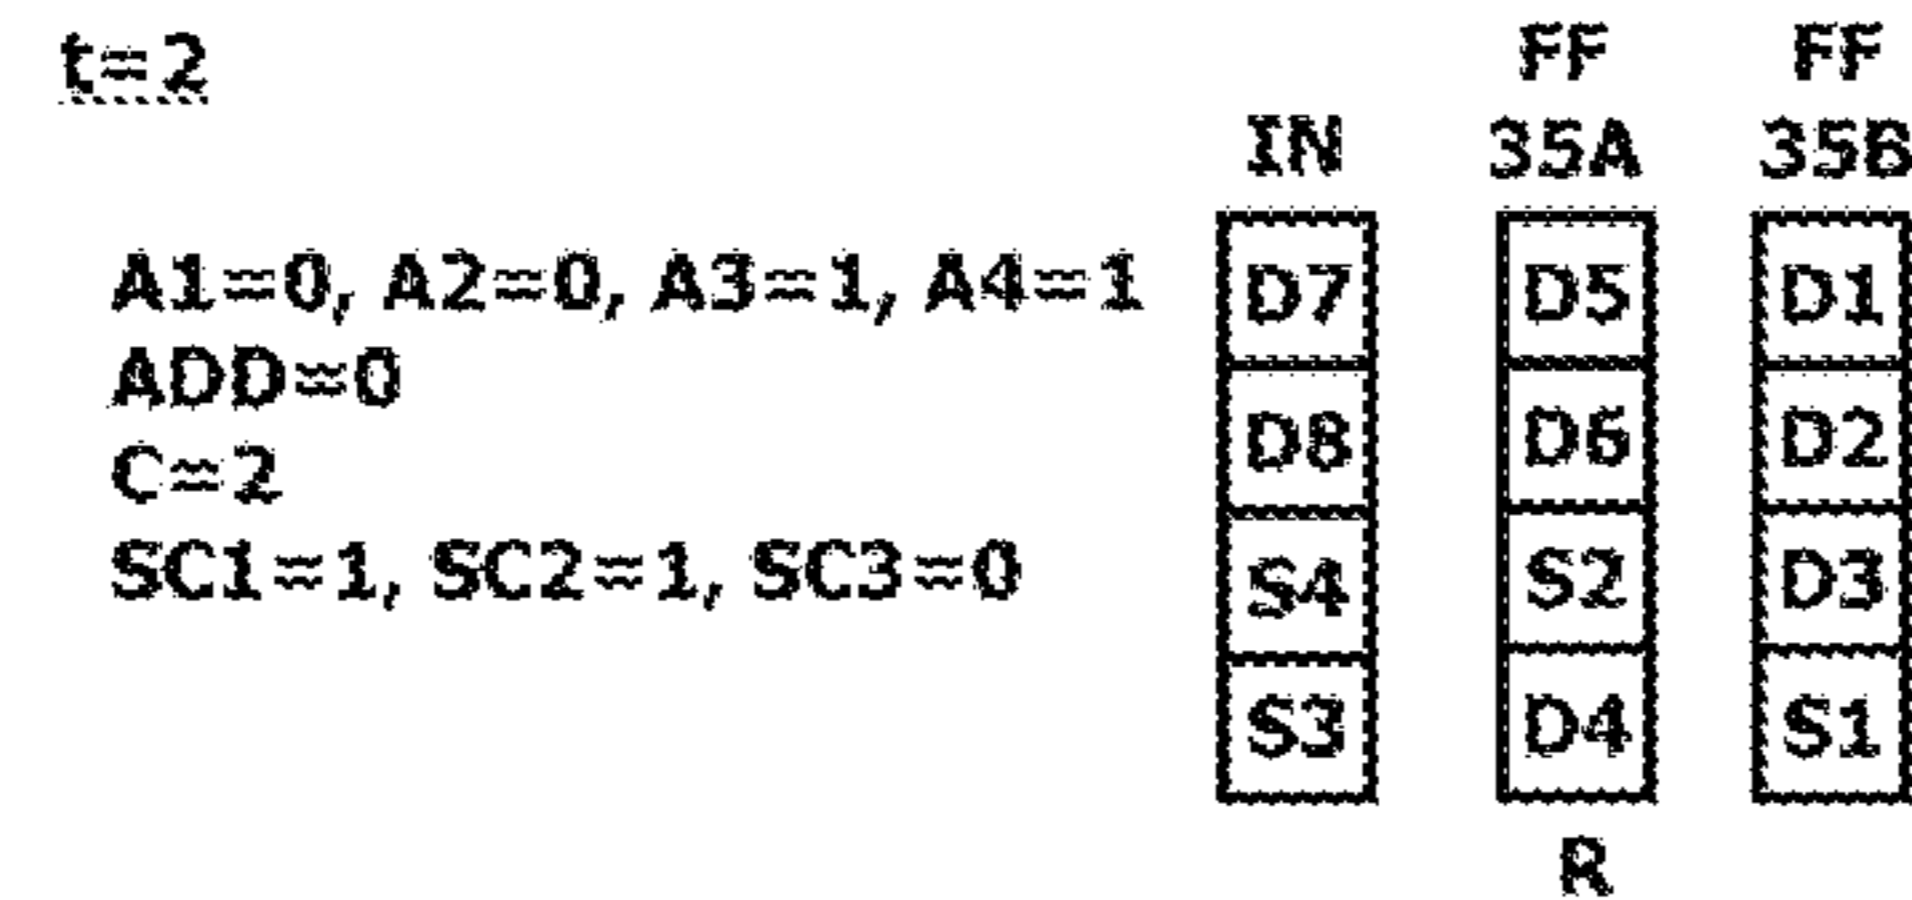 t=2
FF FF
IN 35A 35B
A1=0, A2=0, A3=1, A4=1
ADD=0
C=2
SC1=1, SC2=1, SC3=0
D7 D5 D1
D8 D6 D2
S4 S2 D3
S3 D4 S1
R